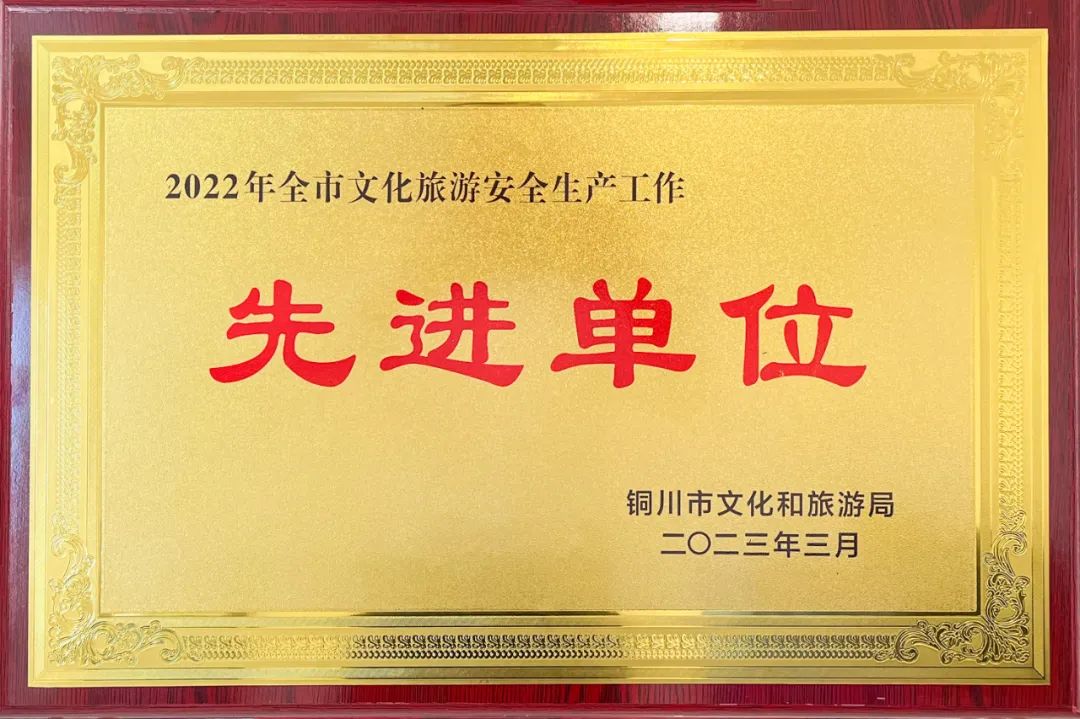 2022年全市文化旅游安全生产工作
先进单位
铜川市文化和旅游局
二〇二三年三月